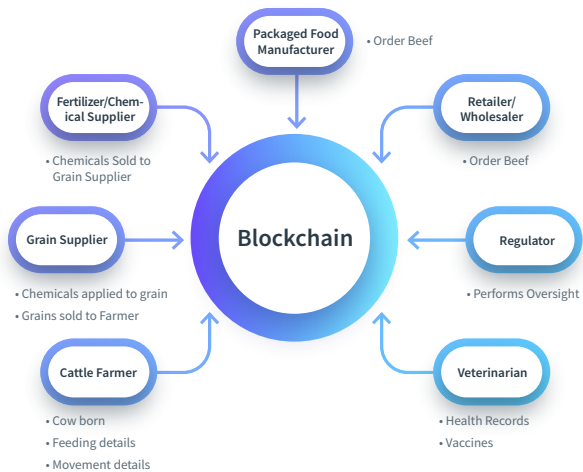 Packaged Food
Manufacturer
• Order Beef
Fertilizer/Chem-
ical Supplier
• Chemicals Sold to
Grain Supplier
Retailer/
Wholesaler
• Order Beef
Grain Supplier
• Chemicals applied to grain
• Grains sold to Farmer
Blockchain
Regulator
• Performs Oversight
Cattle Farmer
• Cow born
• Feeding details
• Movement details
Veterinarian
• Health Records
• Vaccines